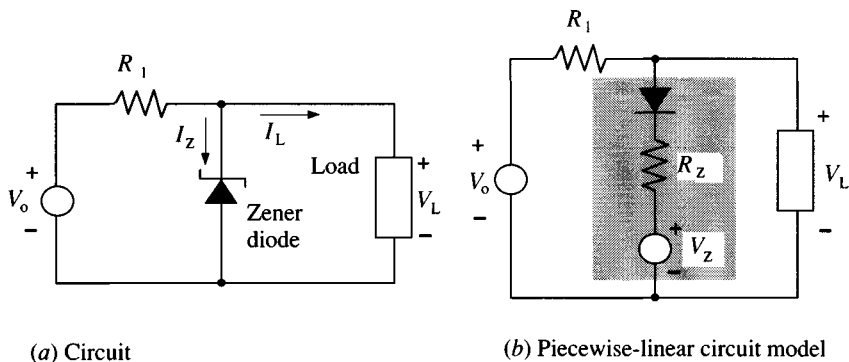 R1
IZ
IL
Load
+
Vo
−
Zener
diode
+
VL
−
(a) Circuit
R1
+
Vo
−
RZ
+
VZ
−
+
VL
−
(b) Piecewise-linear circuit model